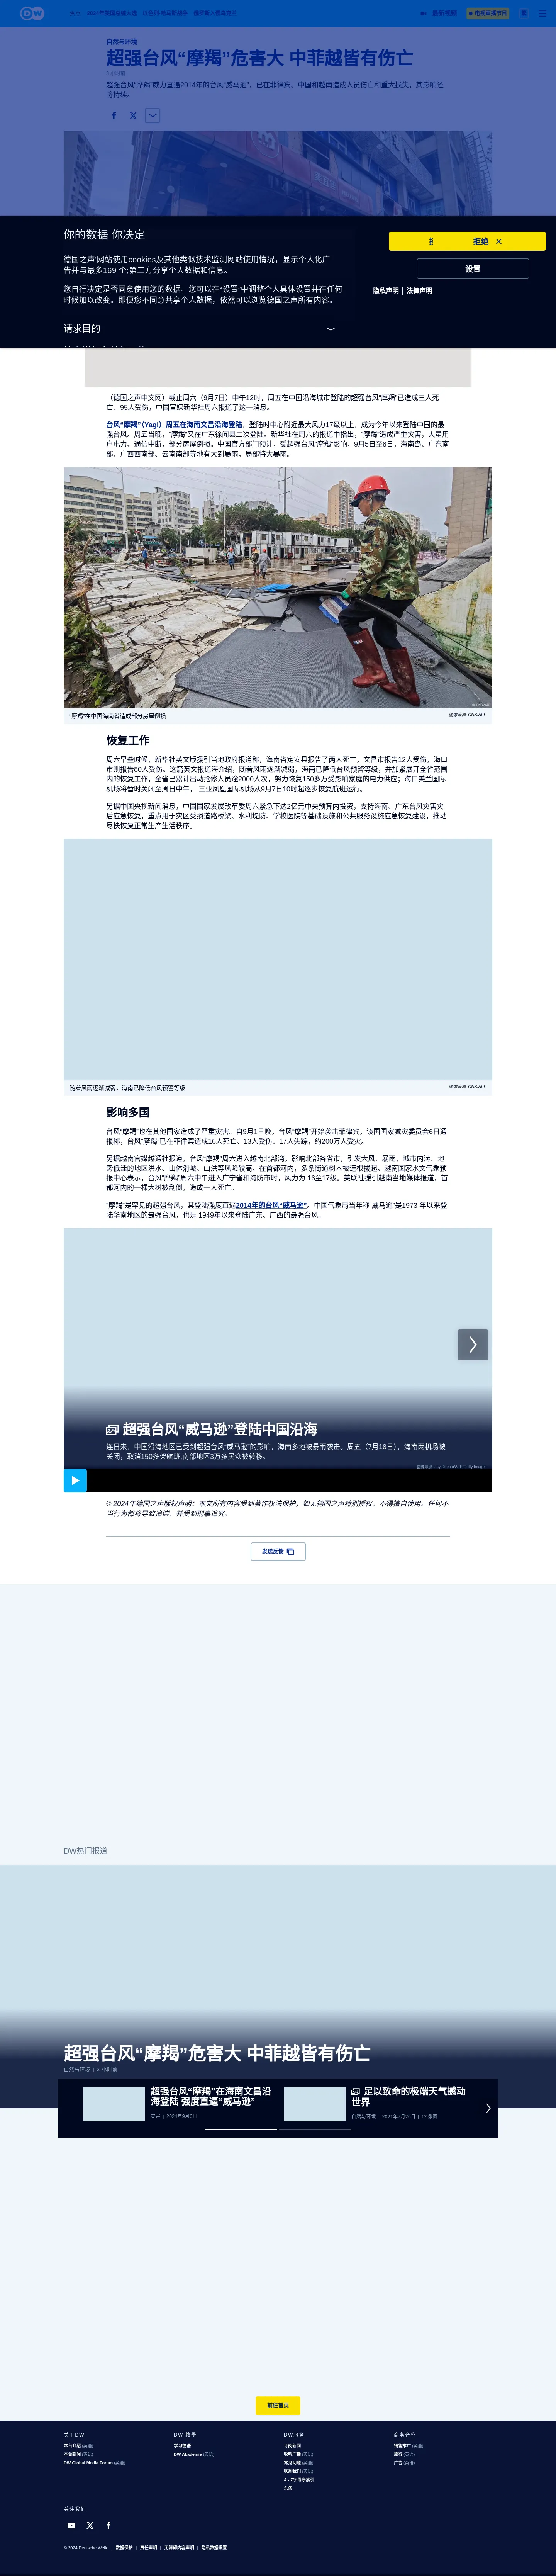 DW
2024年美国总统大选
以色列-哈马斯战争
俄罗斯入侵乌克兰
最新视频
电视直播节目
自然与环境
超强台风“摩羯”危害大 中菲越皆有伤亡
3 小时前
超强台风“摩羯”威力直逼2014年的台风“威马逊”，已在菲律宾、中国和越南造成人员伤亡和重大损失，其影响还
将持续。
你的数据 你决定
德国之声'网站使用cookies及其他类似技术监测网站使用情况，显示个人化广
告并与最多169 个;第三方分享个人数据和信息。
您自行决定是否同意使用您的数据。您可以在“设置”中调整个人具体设置并在任何
时候加以改变。即便您不同意共享个人数据，依然可以浏览德国之声所有内容。
请求目的
拒绝
设置
隐私声明 | 法律声明
（德国之声中文网）截止周六（9月7日）中午12时，周五在中国沿海城市登陆的超强台风“摩羯”已造成三人死
亡、95人受伤，中国官媒新华社周六报道了这一消息。
台风“摩羯”（Yagi）周五在海南文昌沿海登陆，登陆时中心附近最大风力17级以上，成为今年以来登陆中国的最
强台风。周五当晚，“摩羯”又在广东徐闻县二次登陆。新华社在周六的报道中指出，“摩羯”造成严重灾害，大量用
户电力、通信中断，部分房屋倒损。中国官方部门预计，受超强台风“摩羯”影响，9月5日至8日，海南岛、广东南
部、广西西南部、云南南部等地有大到暴雨，局部特大暴雨。
“摩羯”在中国海南省造成部分房屋倒损
图像来源: CNS/AFP
恢复工作
周六早些时候，新华社英文版援引当地政府报道称，海南省定安县报告了两人死亡，文昌市报告12人受伤，海口
市则报告80人受伤。这篇英文报道海介绍，随着风雨逐渐减弱，海南已降低台风预警等级，并加紧展开全省范围
内的恢复工作，全省已累计出动抢修人员逾2000人次，努力恢复150多万受影响家庭的电力供应；海口美兰国际
机场将暂时关闭至周日中午，三亚凤凰国际机场从9月7日10时起逐步恢复航班运行。
另据中国央视新闻消息，中国国家发展改革委周六紧急下达2亿元中央预算内投资，支持海南、广东台风灾害灾
后应急恢复，重点用于灾区受损道路桥梁、水利堤防、学校医院等基础设施和公共服务设施应急恢复建设，推动
尽快恢复正常生产生活秩序。
随着风雨逐渐减弱，海南已降低台风预警等级
图像来源: CNS/AFP
影响多国
台风“摩羯”也在其他国家造成了严重灾害。自9月1日晚，台风“摩羯”开始袭击菲律宾，该国国家减灾委员会6日通
报称，台风“摩羯”已在菲律宾造成16人死亡、13人受伤、17人失踪，约200万人受灾。
另据越南官媒越通社报道，台风“摩羯”周六进入越南北部湾，影响北部各省市，引发大风、暴雨，城市内涝、地
势低洼的地区洪水、山体滑坡、山洪等风险较高。在首都河内，多条街道树木被连根拔起。越南国家水文气象预
报中心表示，台风“摩羯”周六中午进入广宁省和海防市时，风力为 16至17级。美联社援引越南当地媒体报道，首
都河内的一棵大树被刮倒，造成一人死亡。
“摩羯”是罕见的超强台风，其登陆强度直逼2014年的台风“威马逊”。中国气象局当年称“威马逊”是1973 年以来登
陆华南地区的最强台风，也是 1949年以来登陆广东、广西的最强台风。
超强台风“威马逊”登陆中国沿海
连日来，中国沿海地区已受到超强台风“威马逊”的影响，海南多地被暴雨袭击。周五（7月18日），海南两机场被
关闭，取消150多架航班,南部地区3万多民众被转移。
图像来源: Jay Directo/AFP/Getty Images
© 2024年德国之声版权声明：本文所有内容受到著作权法保护，如无德国之声特别授权，不得擅自使用。任何不
当行为都将导致追偿，并受到刑事追究。
发送反馈
DW热门报道
超强台风“摩羯”危害大 中菲越皆有伤亡
自然与环境 | 3 小时前
超强台风“摩羯”在海南文昌沿
海登陆 强度直逼“威马逊”
灾害 | 2024年9月6日
足以致命的极端天气撼动
世界
自然与环境 | 2021年7月26日 | 12 张图
前往首页
关于DW
本台介绍 (英语)
本台新闻 (英语)
DW Global Media Forum (英语)
DW 教学
学习德语
DW Akademie (英语)
DW服务
订阅新闻
收听广播 (英语)
常见问题 (英语)
联系我们 (英语)
A - Z字母序索引
头条
商务合作
销售推广 (英语)
旅行 (英语)
广告 (英语)
关注我们
© 2024 Deutsche Welle | 数据保护 | 责任声明 | 无障碍内容声明 | 隐私数据设置